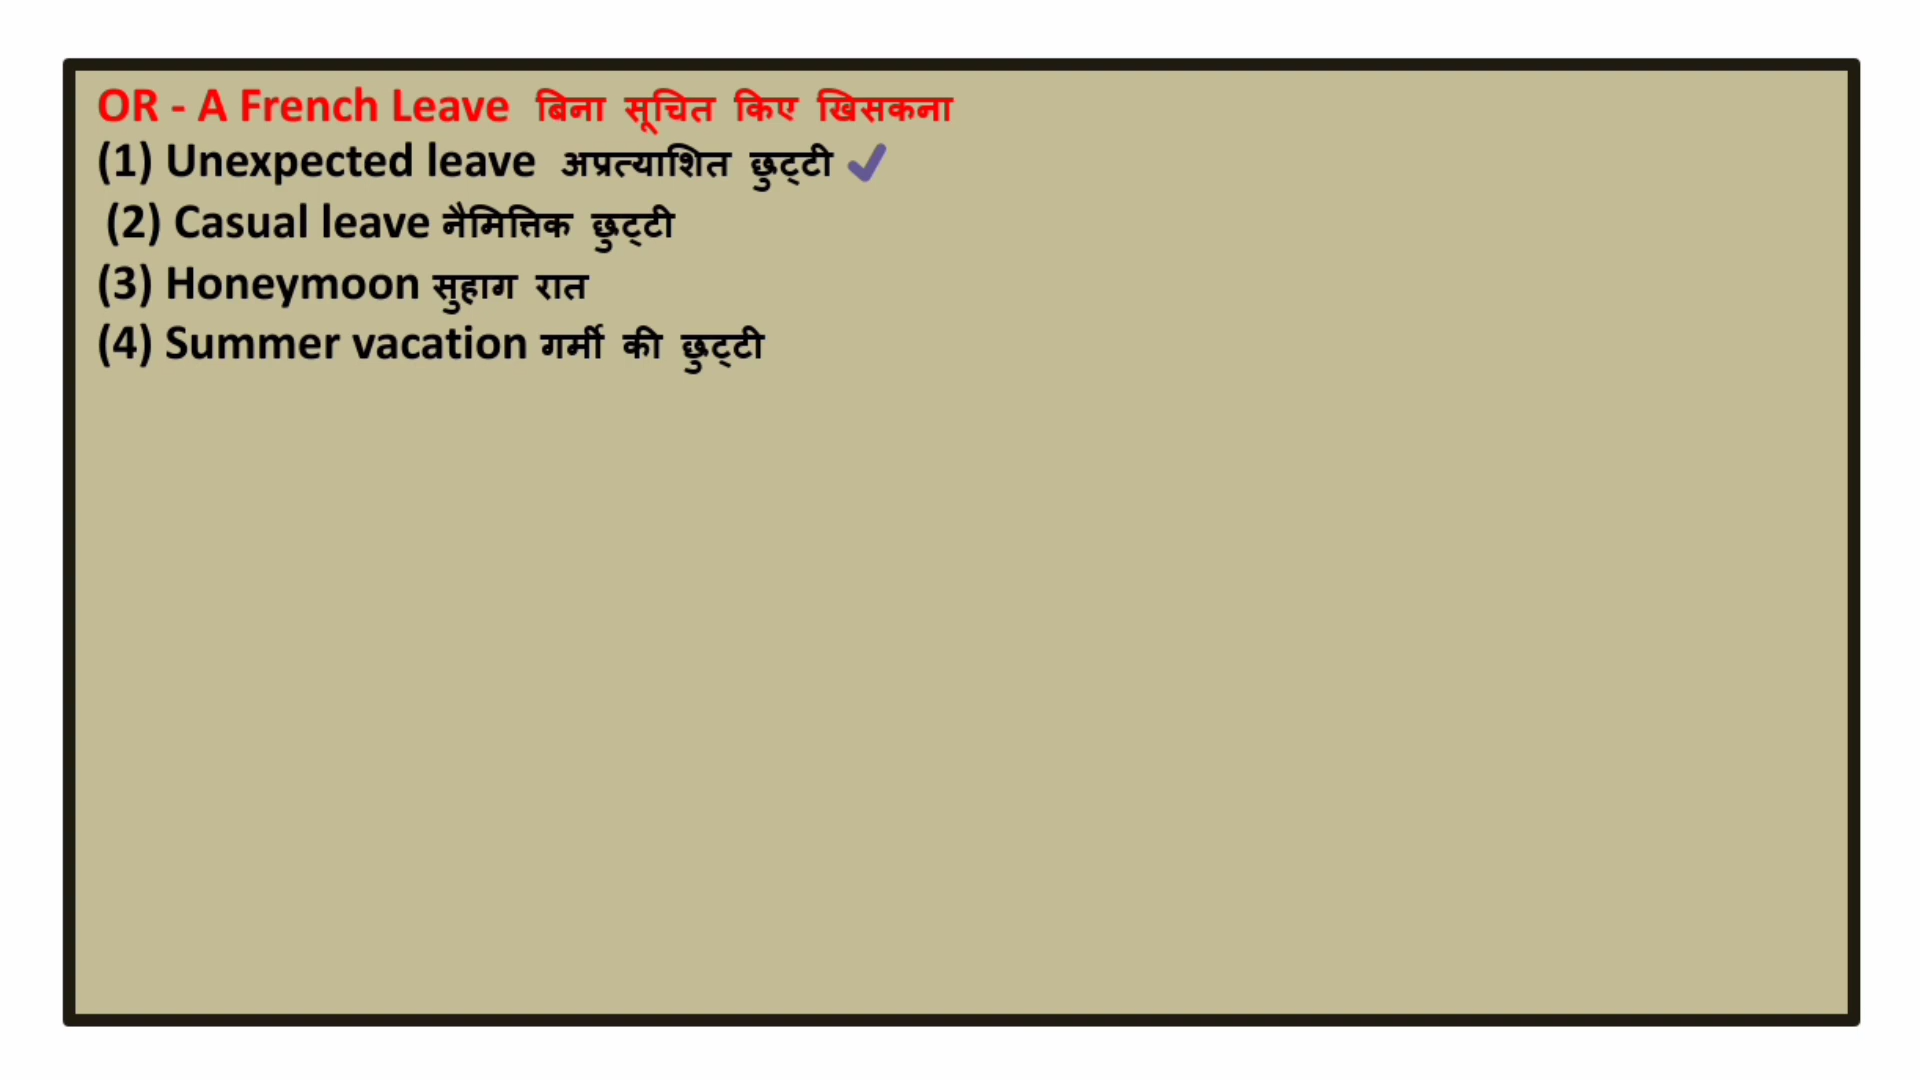 OR - A French Leave बिना सूचित किए खिसकना
(1) Unexpected leave अप्रत्याशित छुट्टी ✔
(2) Casual leave नैमित्तिक छुट्टी
(3) Honeymoon सुहाग रात
(4) Summer vacation गर्मी की छुट्टी